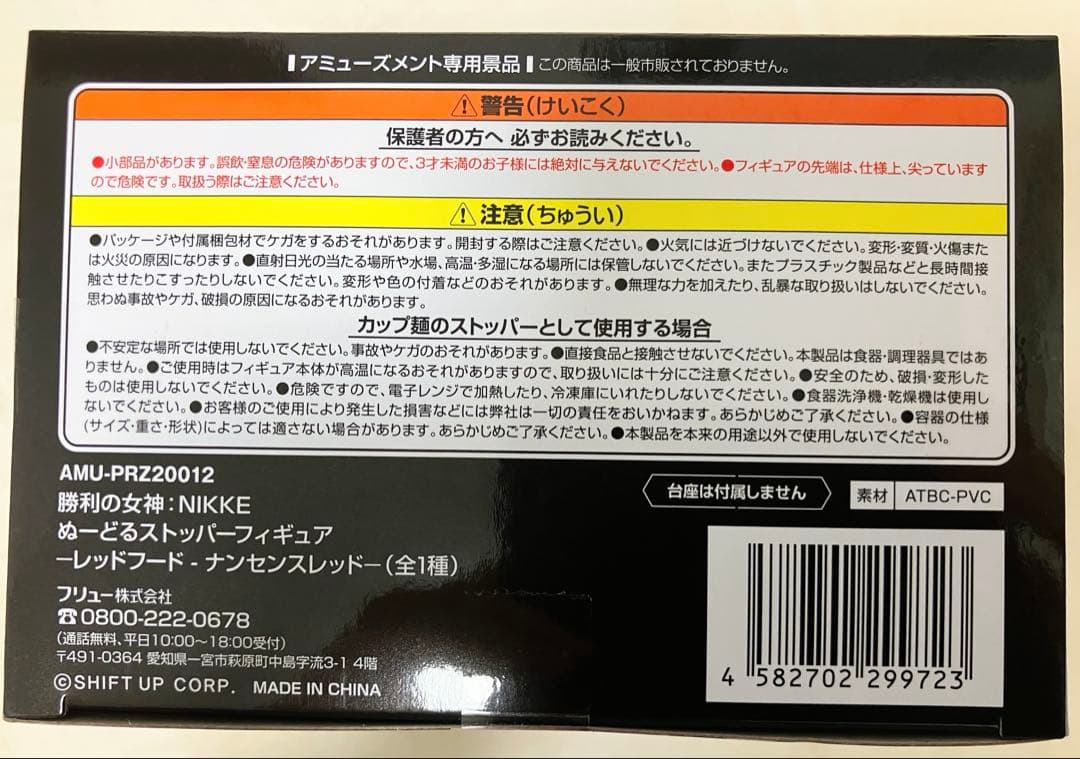 アミューズメント専用景品 この商品は一般市販されておりません。
⚠警告(けいこく)
保護者の方へ 必ずお読みください。
●小部品があります。誤飲・窒息の危険がありますので、3才未満のお子様には絶対に与えないでください。●フィギュアの先端は、仕様上、尖っています
ので危険です。取扱う際はご注意ください。
⚠注意(ちゅうい)
●パッケージや付属梱包材でケガをするおそれがあります。開封する際はご注意ください。●火気には近づけないでください。変形・変質・火傷また
は火災の原因になります。●直射日光の当たる場所や水場、高温・多湿になる場所には保管しないでください。またプラスチック製品などと長時間接
触させたりこすったりしないでください。変形や色の付着などのおそれがあります。●無理な力を加えたり、乱暴な取り扱いはしないでください。
思わぬ事故やケガ、破損の原因になるおそれがあります。
カップ麺のストッパーとして使用する場合
●不安定な場所では使用しないでください。事故やケガのおそれがあります。●直接食品と接触させないでください。本製品は食器・調理器具ではあ
りません。●ご使用時はフィギュア本体が高温になるおそれがありますので、取り扱いには十分にご注意ください。●安全のため、破損・変形した
ものは使用しないでください。●危険ですので、電子レンジで加熱したり、冷凍庫にいれたりしないでください。●食器洗浄機・乾燥機は使用し
ないでください。●お客様のご使用により発生した損害などには弊社は一切の責任をおいかねます。あらかじめご了承ください。●容器の仕様
(サイズ・重さ・形状)によっては適さない場合があります。あらかじめご了承ください。●本製品を本来の用途以外で使用しないでください。
AMU-PRZ20012
勝利の女神:NIKKE
ぬーどるストッパーフィギュア
ーレッドフード - ナンセンスレッドー(全1種)
台座は付属しません
素材 ATBC-PVC
フリュー株式会社
☎0800-222-0678
(通話無料、平日10:00〜18:00受付)
〒491-0364 愛知県一宮市萩原町中島字流3-1 4階
©SHIFT UP CORP. MADE IN CHINA
4 582702 299723